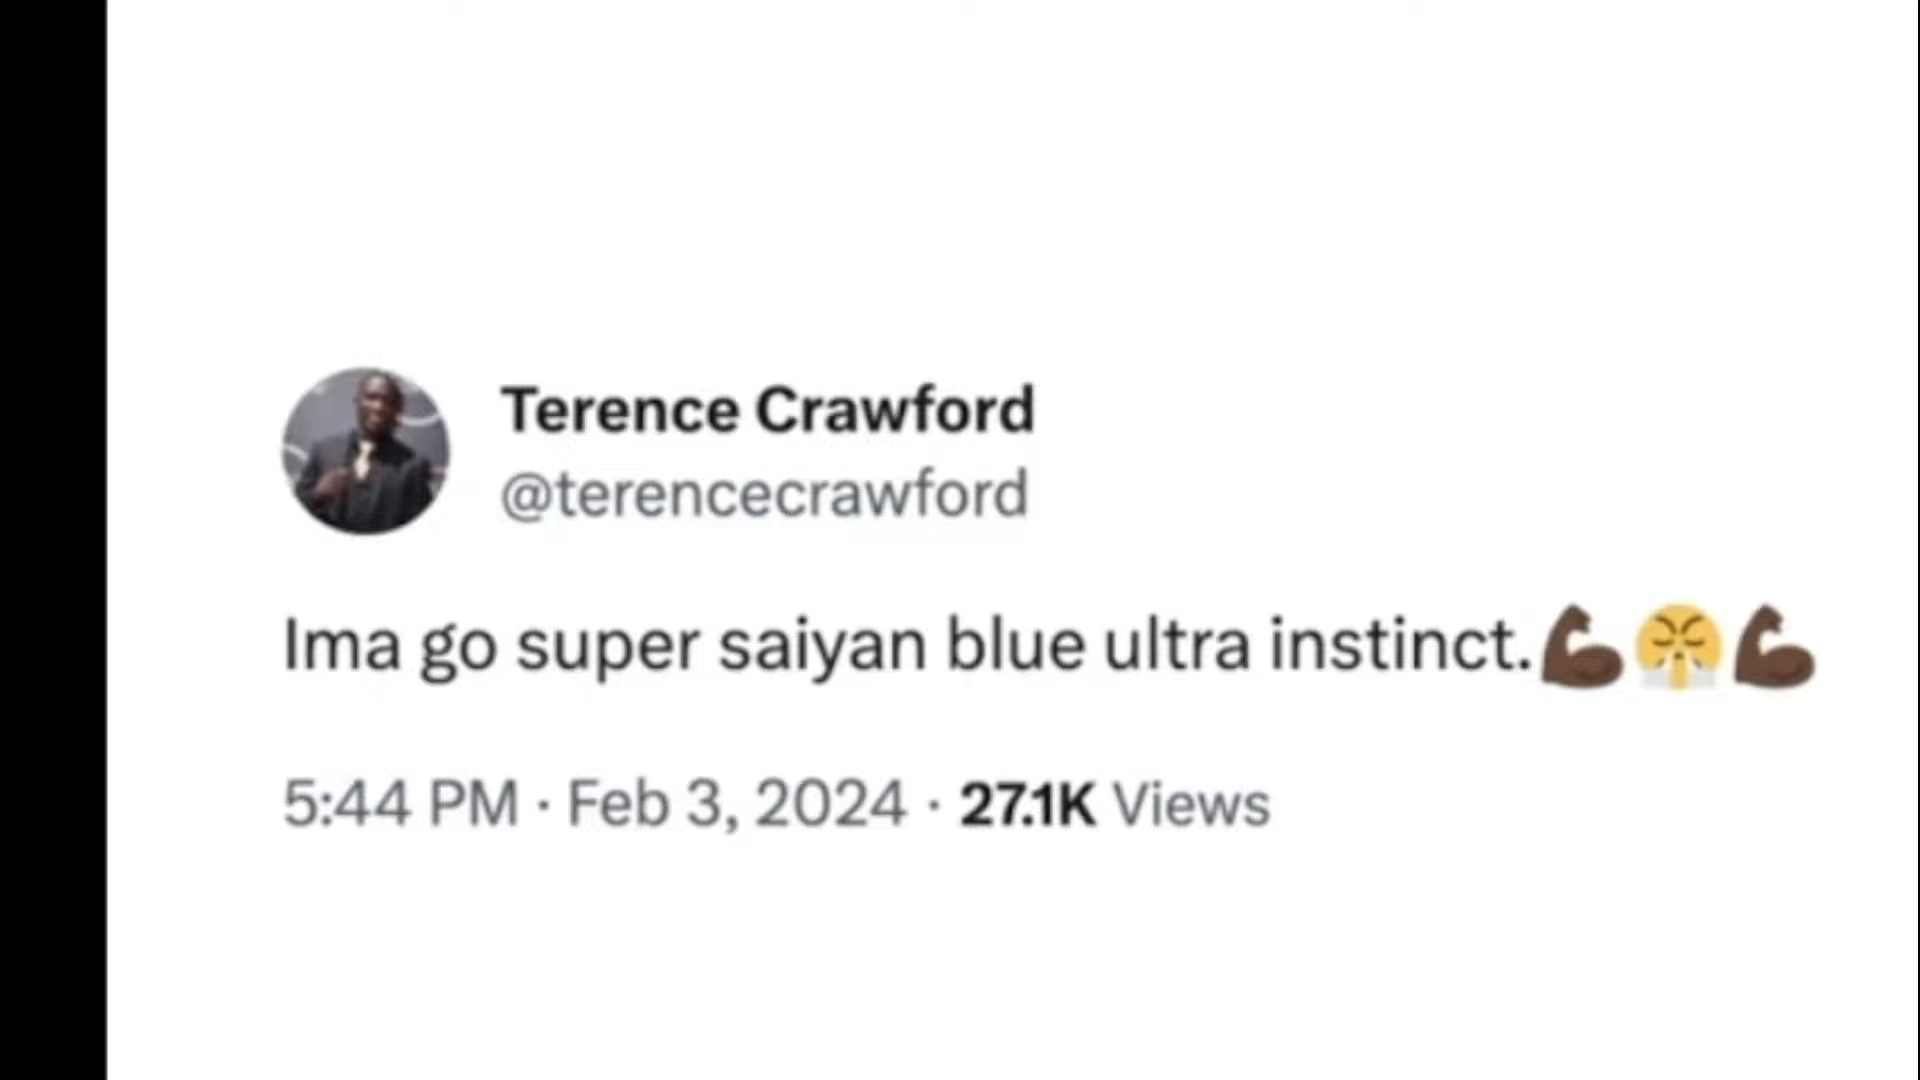 Terence Crawford
@terencecrawford
Ima go super saiyan blue ultra instinct.💪🏿😤💪🏿
5:44 PM · Feb 3, 2024 · 27.1K Views